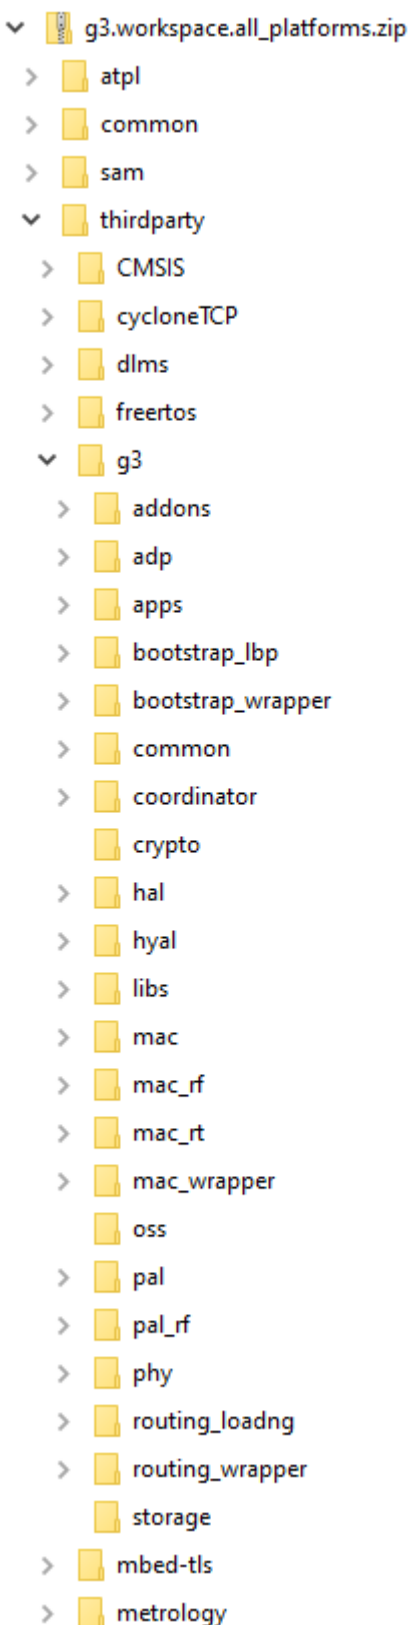 g3.workspace.all_platforms.zip
atpl
common
sam
thirdparty
CMSIS
cycloneTCP
dlms
freertos
g3
addons
adp
apps
bootstrap_lbp
bootstrap_wrapper
common
coordinator
crypto
hal
hyal
libs
mac
mac_rf
mac_rt
mac_wrapper
oss
pal
pal_rf
phy
routing_loadng
routing_wrapper
storage
mbed-tls
metrology